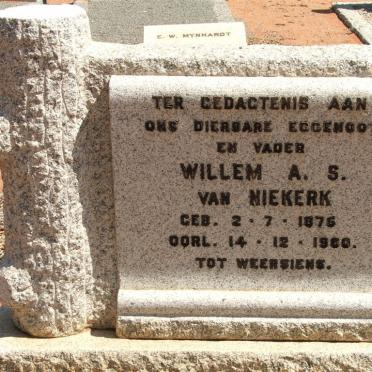 E. W. MYNHARDT
TER GEDAGTENIS AAN
ONS DIERBARE EGGENOOT
EN VADER
WILLEM A. S.
VAN NIEKERK
GEB. 2 · 7 · 1875
OORL. 14 · 12 · 1960.
TOT WEERSIENS.